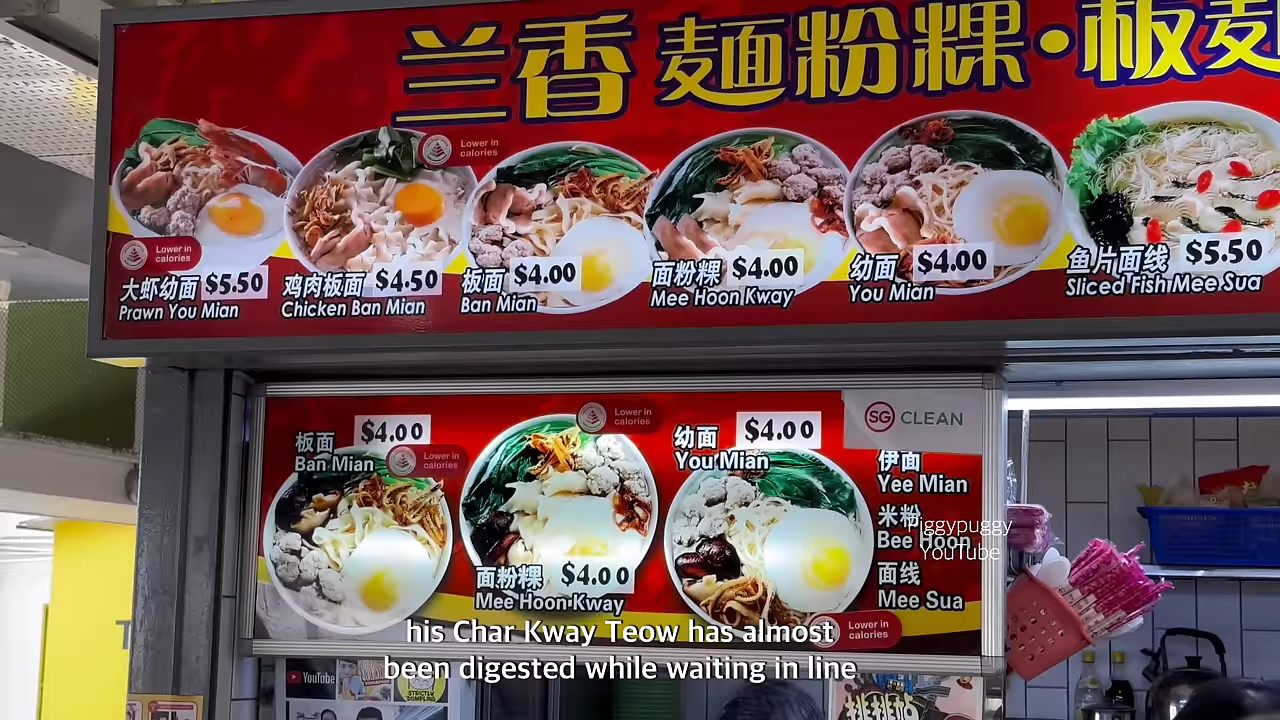 兰香麵粉粿·板麦
Lower in
calories
Lower in
calories
大虾幼面 $5.50
Prawn You Mian
鸡肉板面 $4.50
Chicken Ban Mian
板面 $4.00
Ban Mian
面粉粿 $4.00
Mee Hoon Kway
幼面 $4.00
You Mian
鱼片面线 $5.50
Sliced Fish Mee Sua
板面 $4.00
Ban Mian
Lower in
calories
Lower in
calories
面粉粿 $4.00
Mee Hoon Kway
幼面 $4.00
You Mian
Lower in
calories
SG CLEAN
伊面
Yee Mian
米粉
Bee Hoon
面线
Mee Sua
Piggypuggy
YouTube
his Char Kway Teow has almost
been digested while waiting in line
YouTube